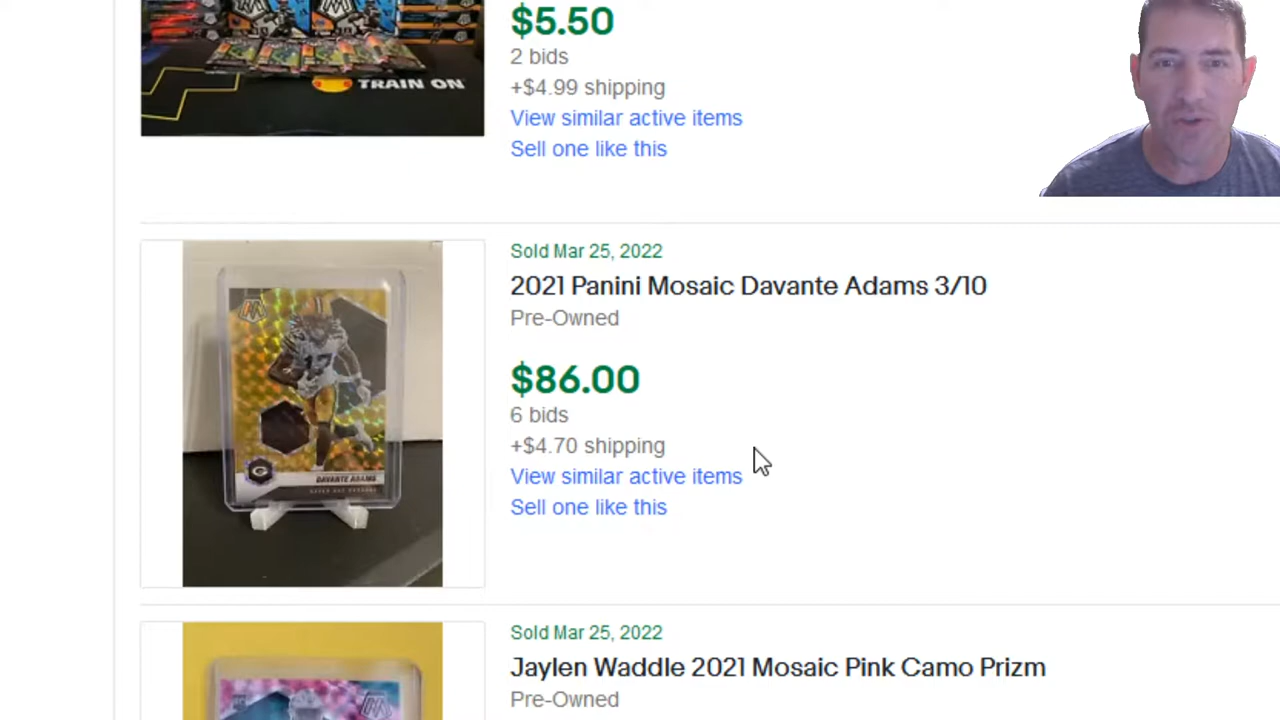 $5.50
2 bids
+$4.99 shipping
TRAIN ON
View similar active items
Sell one like this
Sold Mar 25, 2022
2021 Panini Mosaic Davante Adams 3/10
Pre-Owned
$86.00
6 bids
+$4.70 shipping
View similar active items
17
DAVANTE ADAMS
Sell one like this
Sold Mar 25, 2022
Jaylen Waddle 2021 Mosaic Pink Camo Prizm
Pre-Owned